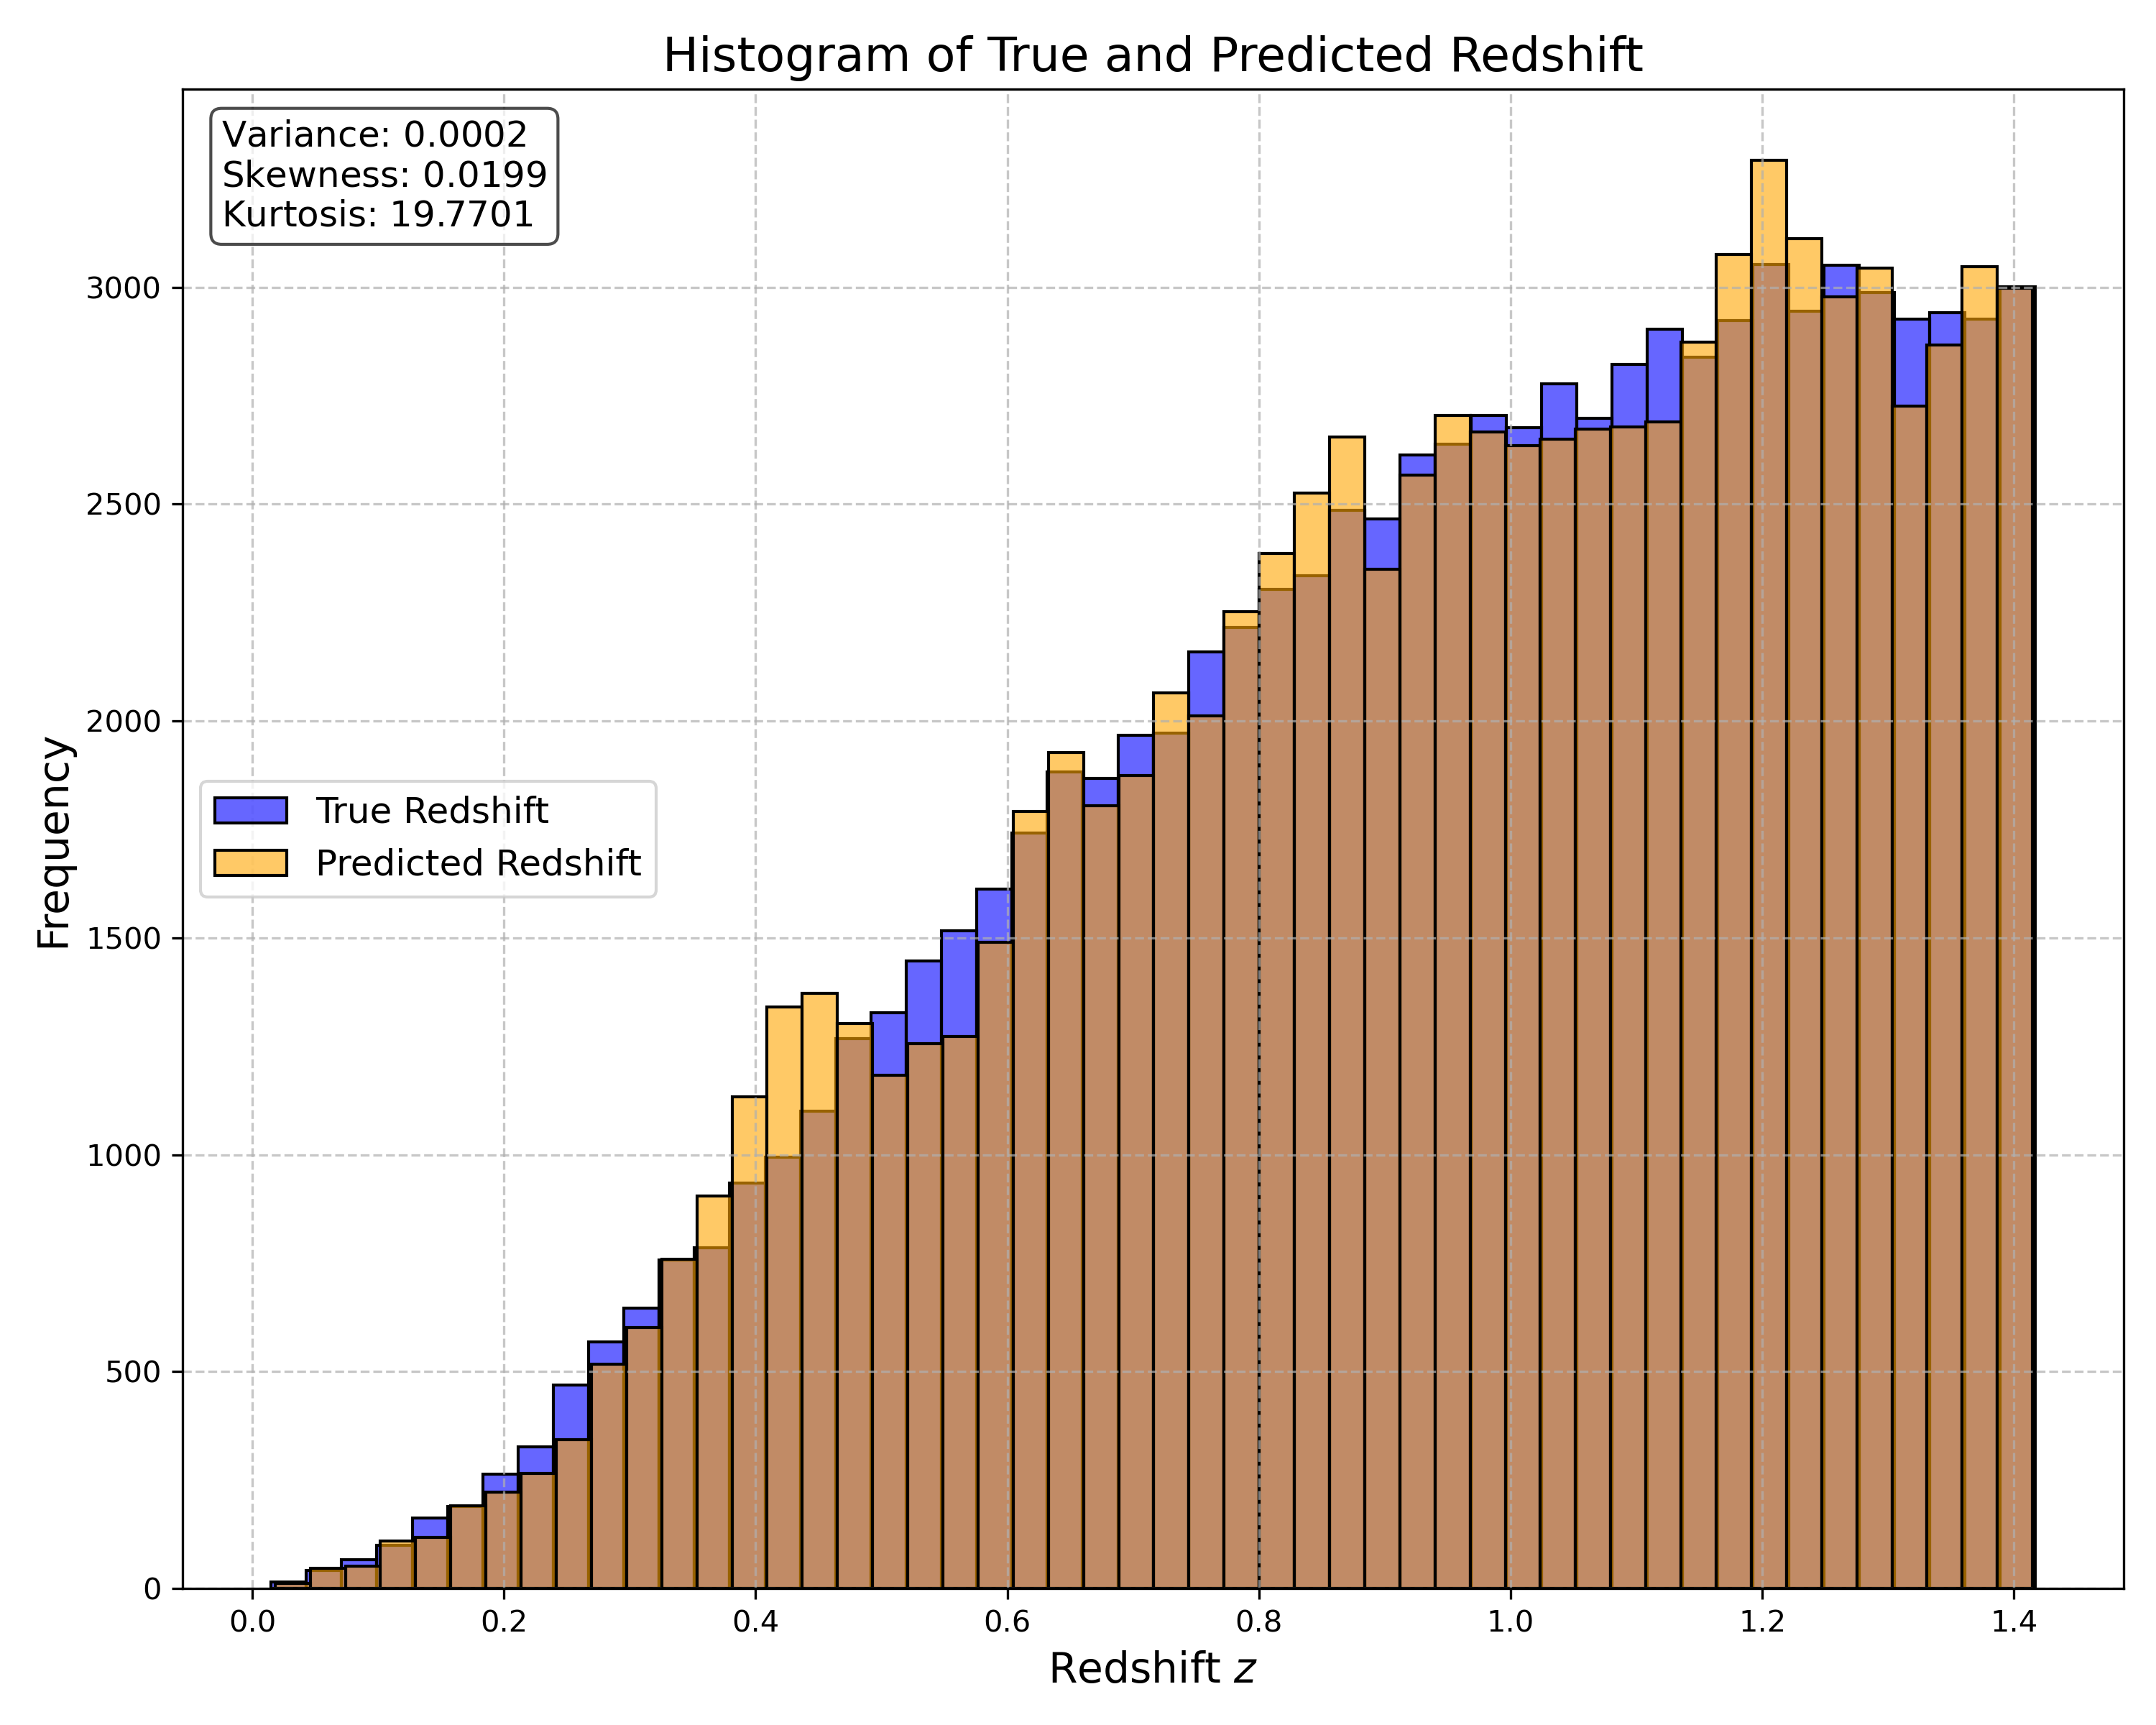 Histogram of True and Predicted Redshift
Variance: 0.0002
Skewness: 0.0199
Kurtosis: 19.7701
3000
2500
2000
1500
1000
500
0
Frequency
True Redshift
Predicted Redshift
0.0 0.2 0.4 0.6 0.8 1.0 1.2 1.4
Redshift z